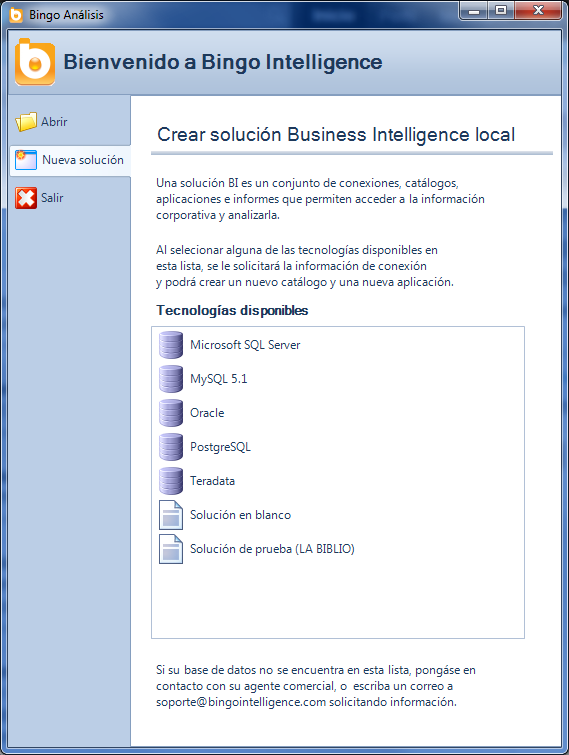 Bingo Análisis
Bienvenido a Bingo Intelligence
Abrir
Nueva solución
Salir
Crear solución Business Intelligence local
Una solución BI es un conjunto de conexiones, catálogos,
aplicaciones e informes que permiten acceder a la información
corporativa y analizarla.
Al selecionar alguna de las tecnologías disponibles en
esta lista, se le solicitará la información de conexión
y podrá crear un nuevo catálogo y una nueva aplicación.
Tecnologías disponibles
Microsoft SQL Server
MySQL 5.1
Oracle
PostgreSQL
Teradata
Solución en blanco
Solución de prueba (LA BIBLIO)
Si su base de datos no se encuentra en esta lista, pongáse en
contacto con su agente comercial, o escriba un correo a
soporte@bingointelligence.com solicitando información.